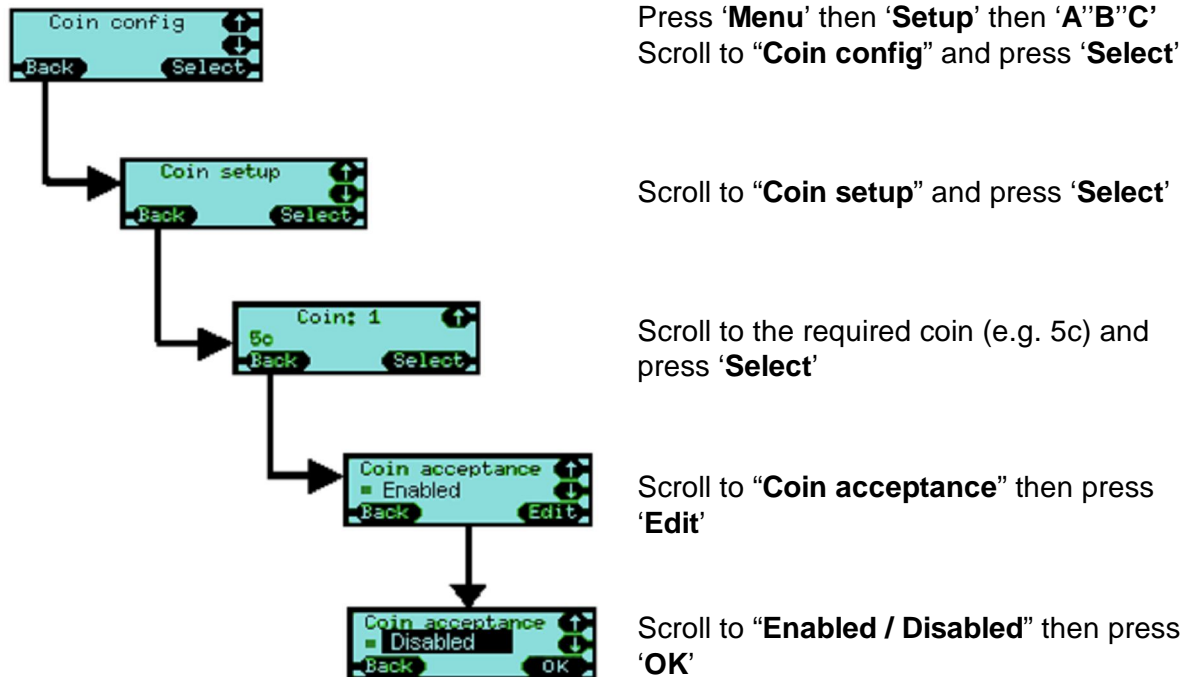 Coin config
Back Select
Press ‘Menu’ then ‘Setup’ then ‘A’’B’’C’
Scroll to “Coin config” and press ‘Select’
Coin setup
Back Select
Scroll to “Coin setup” and press ‘Select’
Coin: 1
5c
Back Select
Scroll to the required coin (e.g. 5c) and
press ‘Select’
Coin acceptance
= Enabled
Back Edit
Scroll to “Coin acceptance” then press
‘Edit’
Coin acceptance
= Disabled
Back OK
Scroll to “Enabled / Disabled” then press
‘OK’